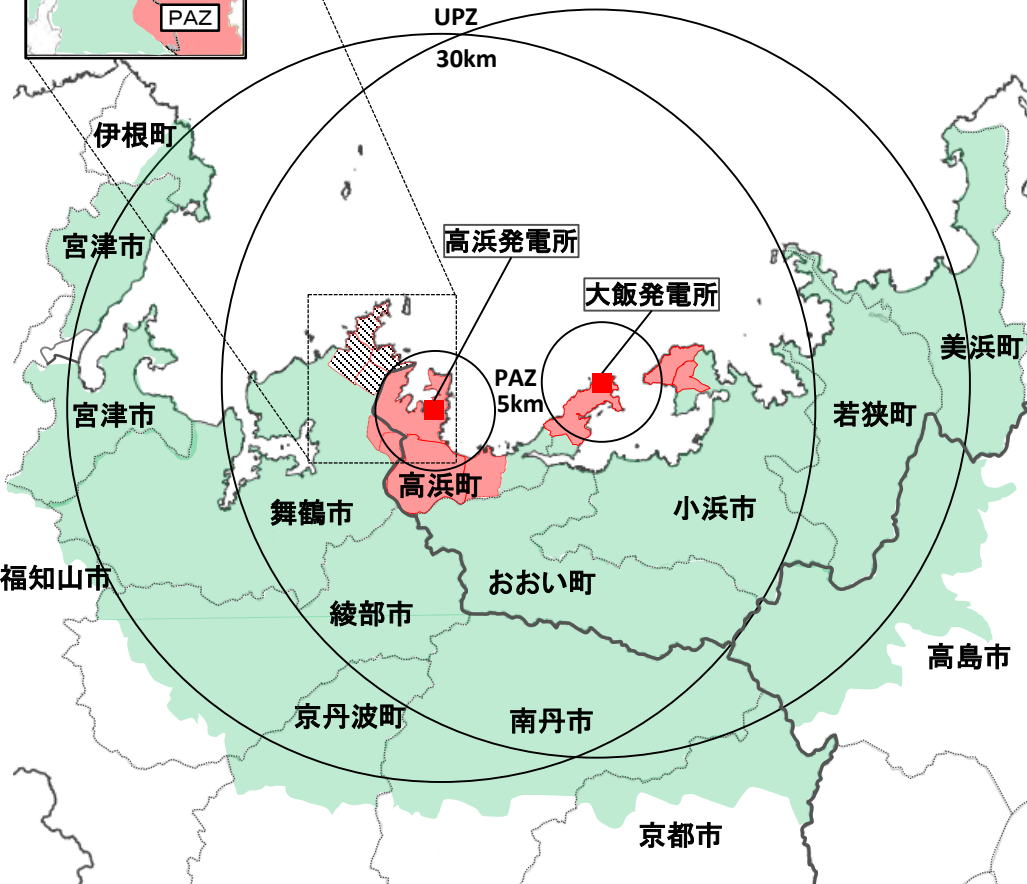 PAZ
UPZ
30km
伊根町
宮津市
高浜発電所
大飯発電所
美浜町
PAZ
5km
宮津市
若狭町
高浜町
舞鶴市
小浜市
福知山市
おおい町
綾部市
高島市
京丹波町
南丹市
京都市